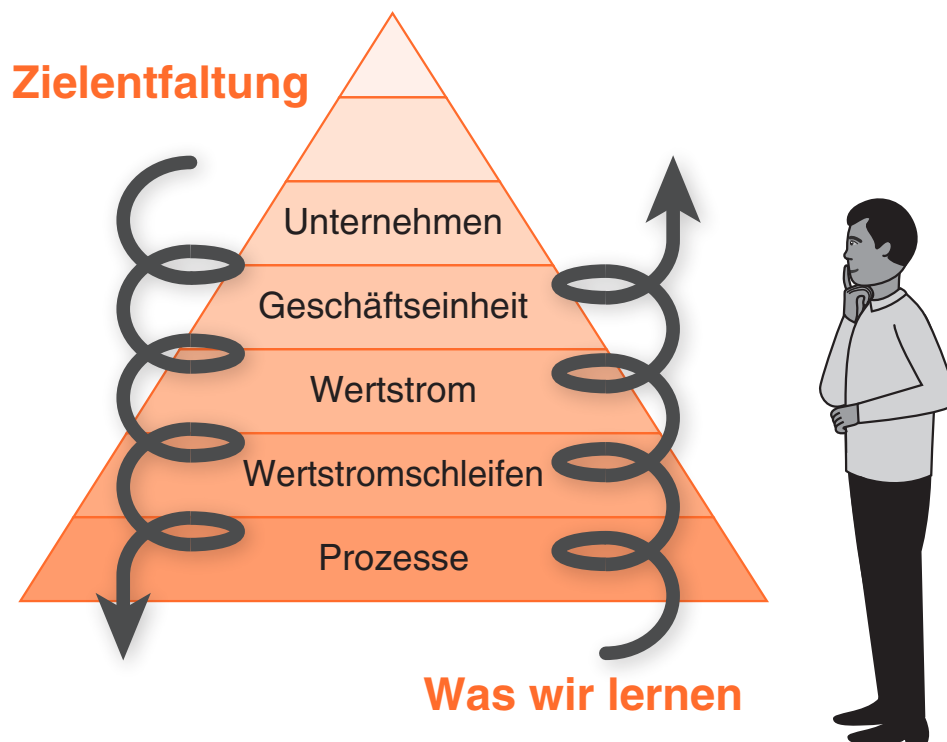 Zielentfaltung
Unternehmen
Geschäftseinheit
Wertstrom
Wertstromschleifen
Prozesse
Was wir lernen